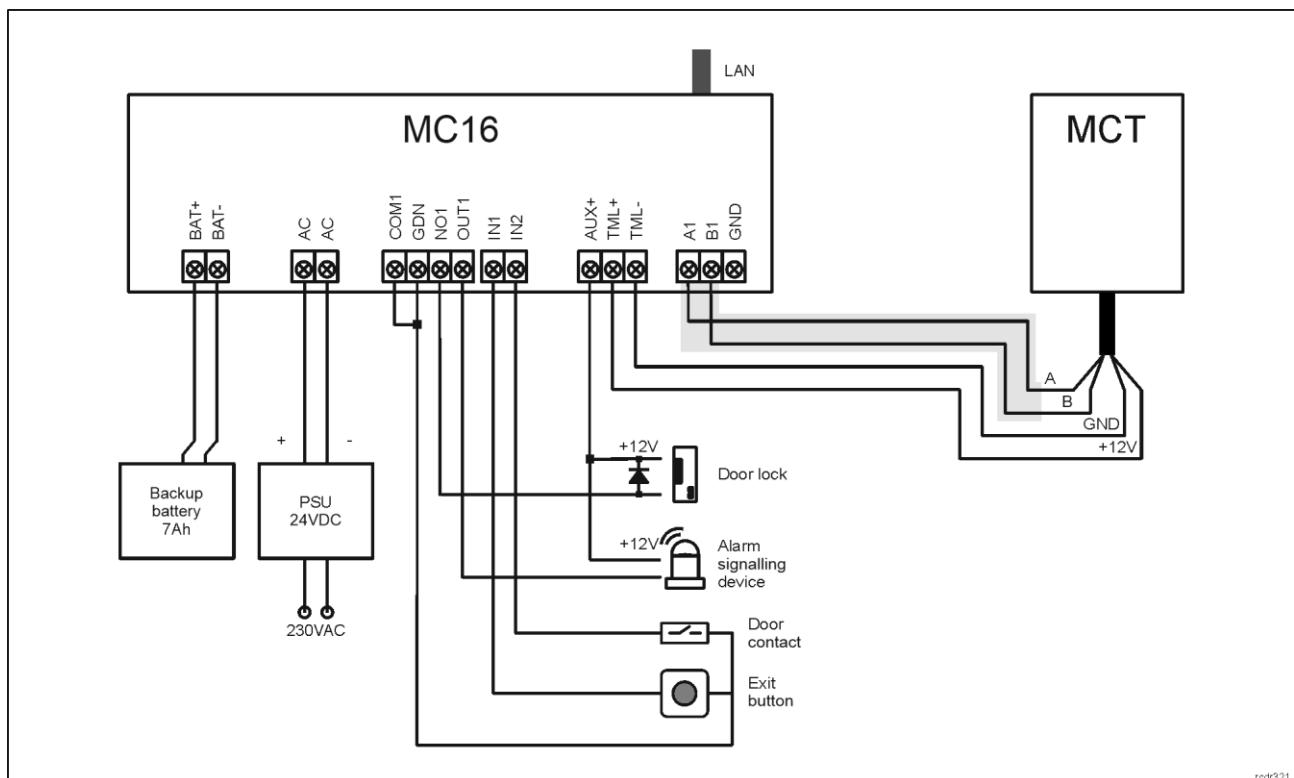 LAN
MC16
MCT
BAT+
BAT-
AC
AC
COM1
GDN
NO1
OUT1
IN1
IN2
AUX+
TML+
TML-
A1
B1
GND
A
B
GND
+12V
+
-
Backup
battery
7Ah
PSU
24VDC
230VAC
+12V
Door lock
+12V
Alarm
signalling
device
Door
contact
Exit
button